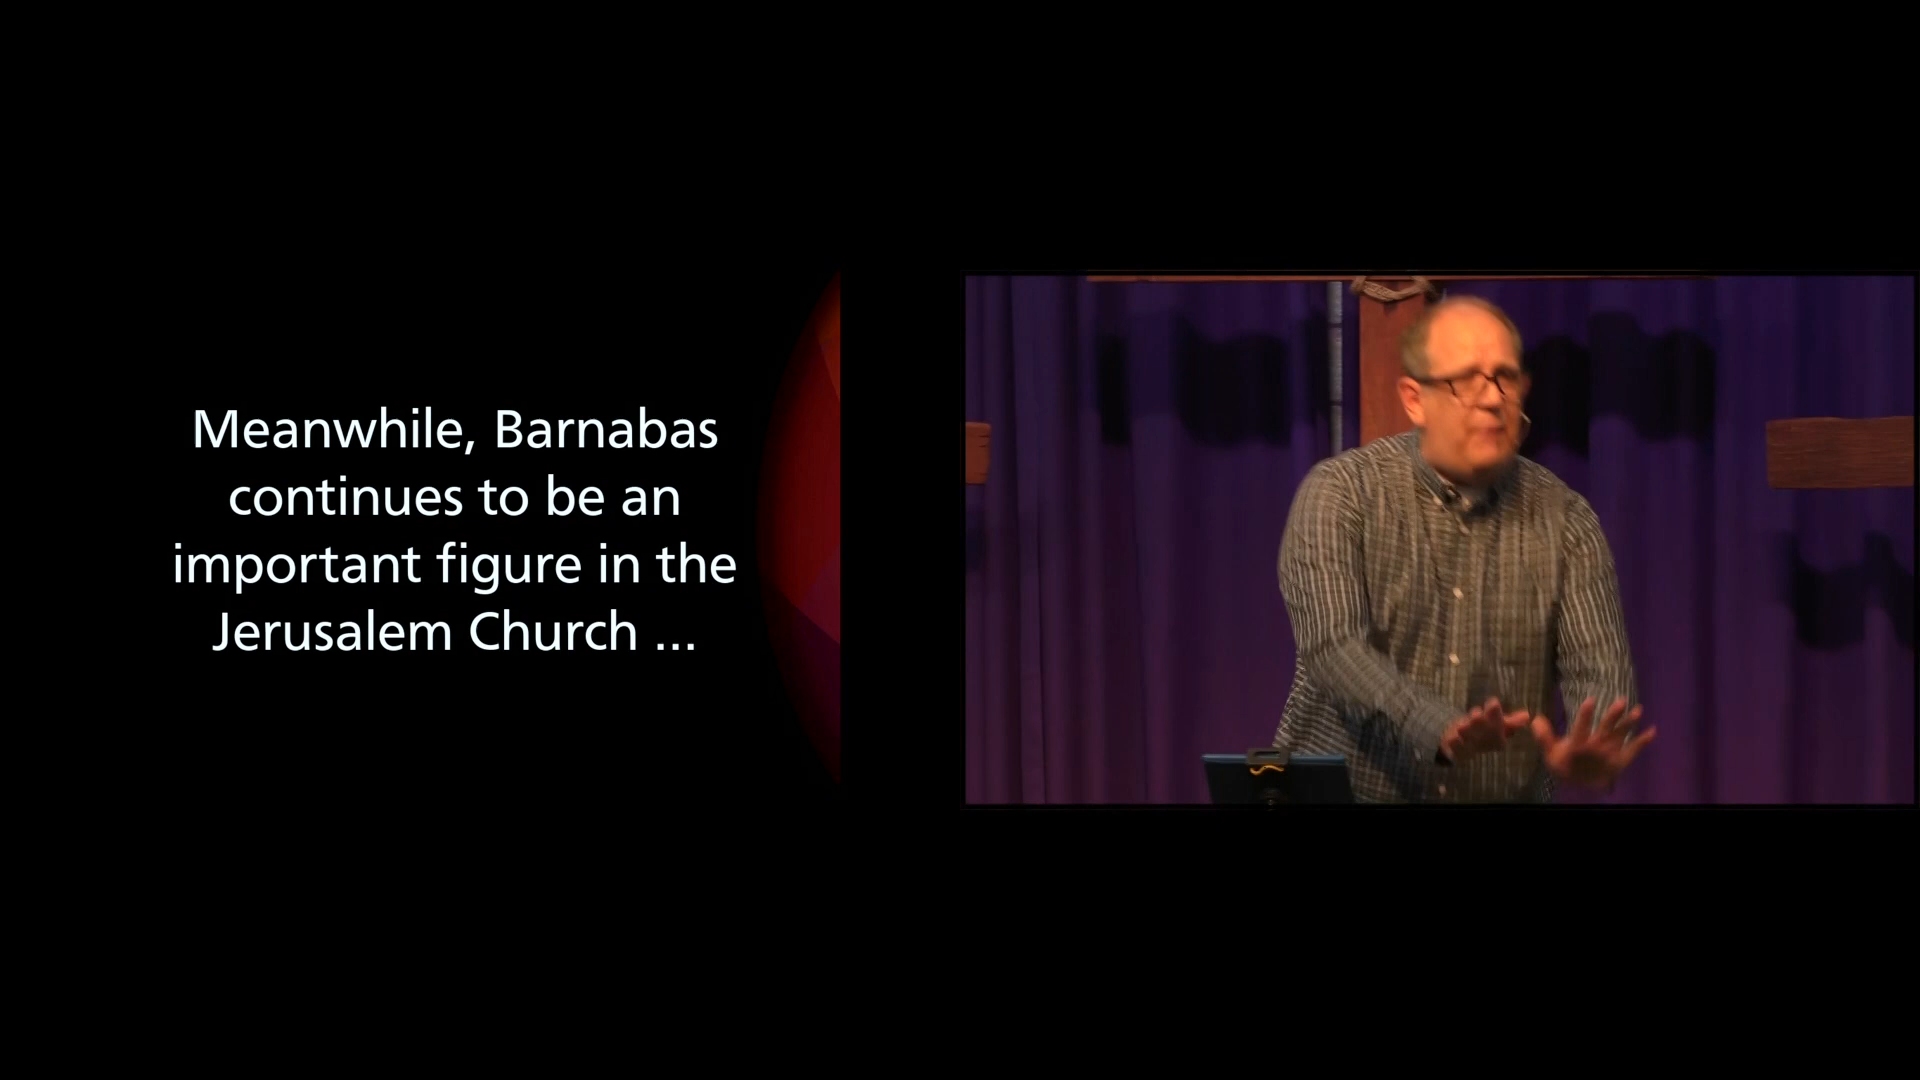 Meanwhile, Barnabas
continues to be an
important figure in the
Jerusalem Church ...